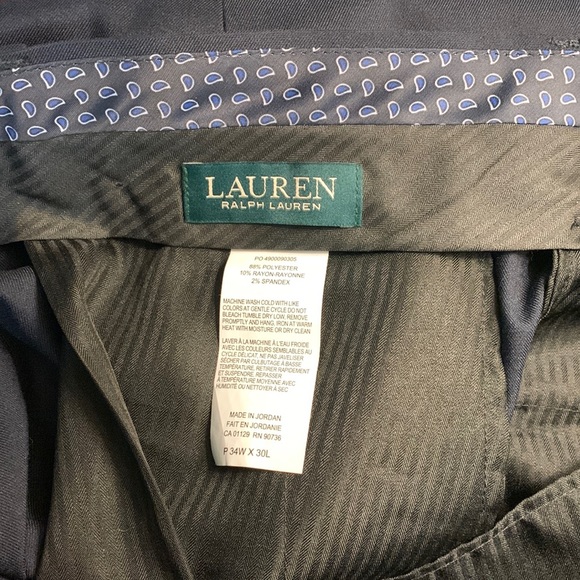 LAUREN
RALPH LAUREN
PO 4900090305
88% POLYESTER
10% RAYON-RAYONNE
2% SPANDEX
MACHINE WASH COLD WITH LIKE
COLORS AT GENTLE CYCLE DO NOT
BLEACH TUMBLE DRY LOW, REMOVE
PROMPTLY AND HANG, IRON AT WARM
HEAT WITH MOISTURE OR DRY CLEAN
LAVER À LA MACHINE À L'EAU FROIDE
AVEC LES COULEURS SEMBLABLES AU
CYCLE DÉLICAT, NE PAS JAVELISER
SÉCHER PAR CULBUTAGE A BASSE
TEMPÉRATURE, RETIRER RAPIDEMENT
ET SUSPENDRE. REPASSER
À TEMPÉRATURE MOYENNE AVEC
HUMIDITÉ OU NETTOYER A SEC
MADE IN JORDAN
FAIT EN JORDANIE
CA 01129 RN 90736
P 34W X 30L